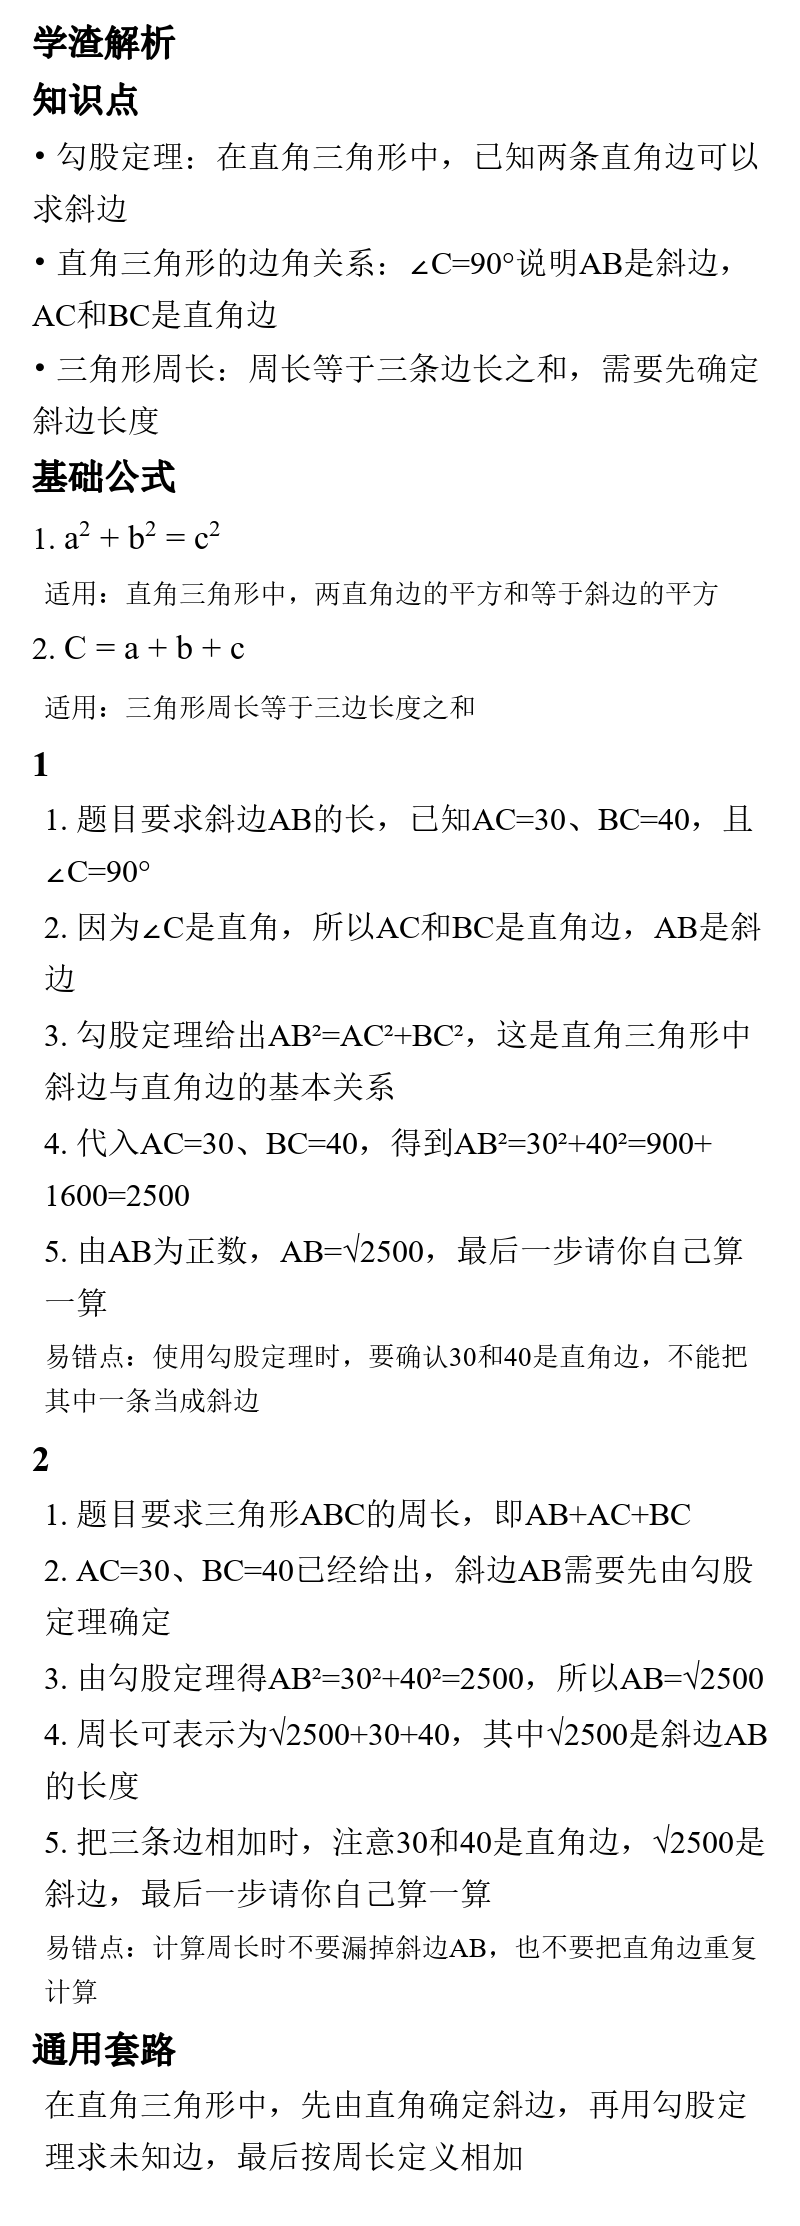 学渣解析
知识点
• 勾股定理：在直角三角形中，已知两条直角边可以
求斜边
• 直角三角形的边角关系：∠C=90°说明AB是斜边，
AC和BC是直角边
• 三角形周长：周长等于三条边长之和，需要先确定
斜边长度
基础公式
1. a² + b² = c²
适用：直角三角形中，两直角边的平方和等于斜边的平方
2. C = a + b + c
适用：三角形周长等于三边长度之和
1
1. 题目要求斜边AB的长，已知AC=30、BC=40，且
∠C=90°
2. 因为∠C是直角，所以AC和BC是直角边，AB是斜
边
3. 勾股定理给出AB²=AC²+BC²，这是直角三角形中
斜边与直角边的基本关系
4. 代入AC=30、BC=40，得到AB²=30²+40²=900+
1600=2500
5. 由AB为正数，AB=√2500，最后一步请你自己算
一算
易错点：使用勾股定理时，要确认30和40是直角边，不能把
其中一条当成斜边
2
1. 题目要求三角形ABC的周长，即AB+AC+BC
2. AC=30、BC=40已经给出，斜边AB需要先由勾股
定理确定
3. 由勾股定理得AB²=30²+40²=2500，所以AB=√2500
4. 周长可表示为√2500+30+40，其中√2500是斜边AB
的长度
5. 把三条边相加时，注意30和40是直角边，√2500是
斜边，最后一步请你自己算一算
易错点：计算周长时不要漏掉斜边AB，也不要把直角边重复
计算
通用套路
在直角三角形中，先由直角确定斜边，再用勾股定
理求未知边，最后按周长定义相加